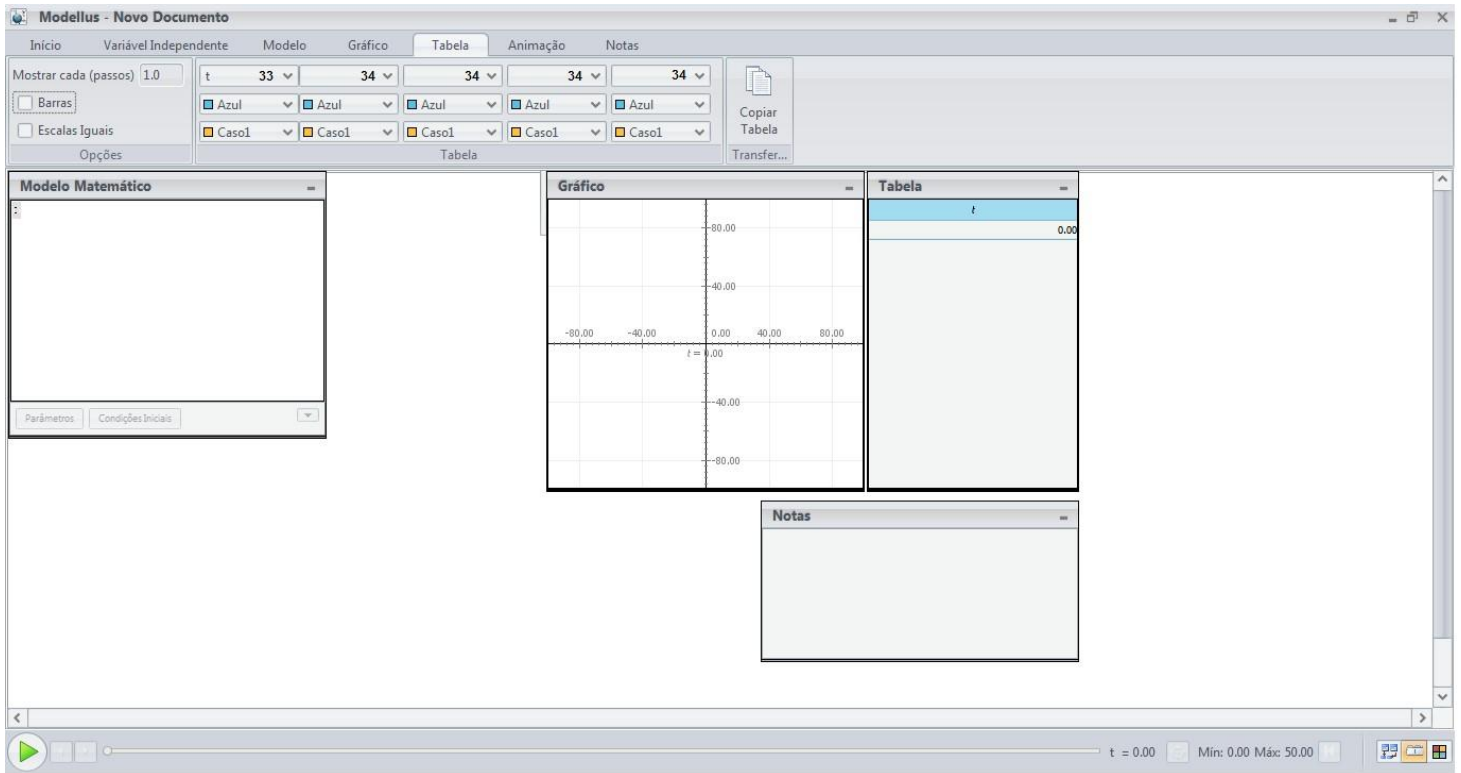 Modellus - Novo Documento
Início Variável Independente Modelo Gráfico Tabela Animação Notas
Mostrar cada (passos) 1.0 t 33 34 34 34 34
Barras Azul Azul Azul Azul Azul
Escalas Iguais Caso1 Caso1 Caso1 Caso1 Caso1
Copiar
Tabela
Opções Tabela Transfer...
Modelo Matemático
:
Parâmetros Condições Iniciais
Gráfico
80.00
40.00
-80.00 -40.00 0.00 40.00 80.00
t = 0.00
-40.00
-80.00
Tabela
t
0.00
Notas
t = 0.00 Mín: 0.00 Máx: 50.00